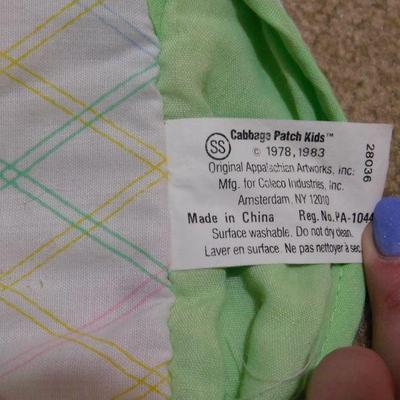 SS Cabbage Patch Kids™
© 1978, 1983
Original Appalachian Artworks, Inc.
Mfg. for Coleco Industries, Inc.
Amsterdam, NY 12010
Made in China Reg. No. PA-1044
Surface washable. Do not dry clean.
Laver en surface. Ne pas nettoyer à sec.
28036